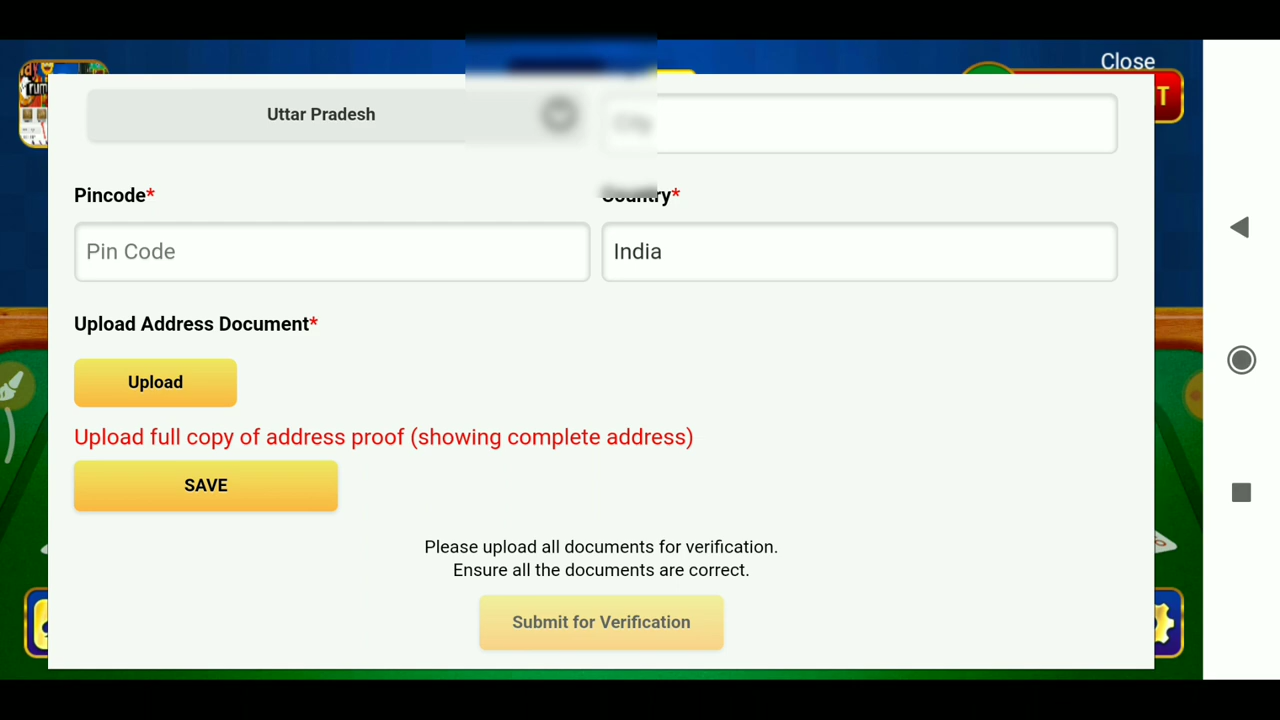 Close
Uttar Pradesh
City
Pincode*
Country*
Pin Code
India
Upload Address Document*
Upload
Upload full copy of address proof (showing complete address)
SAVE
Please upload all documents for verification.
Ensure all the documents are correct.
Submit for Verification